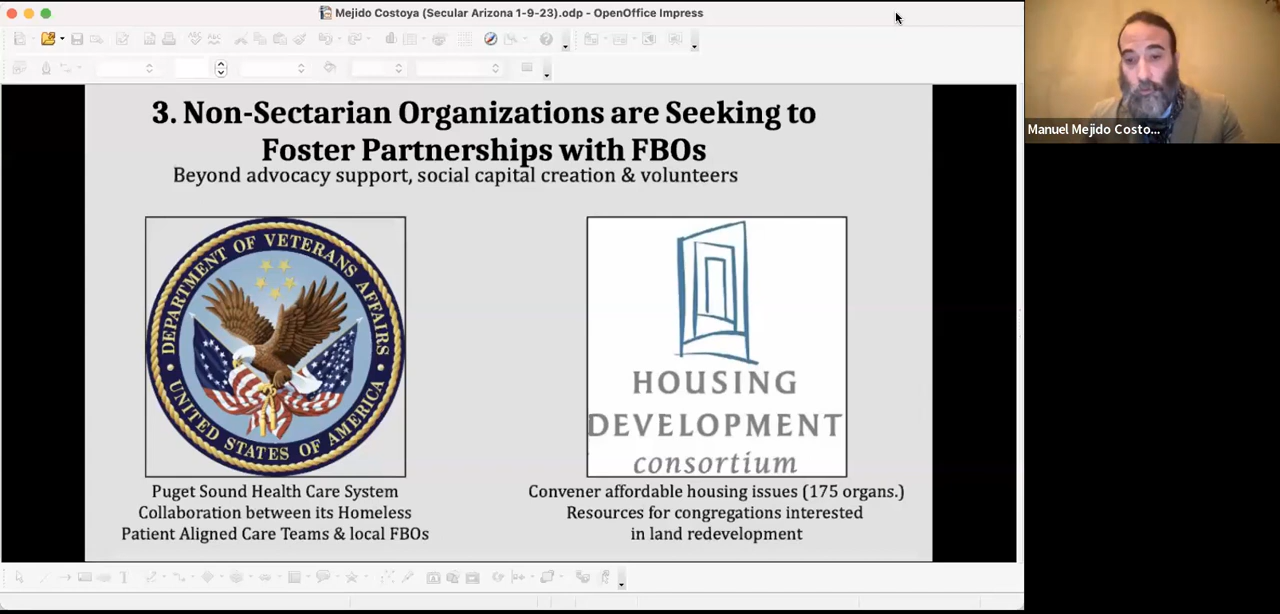 Mejido Costoya (Secular Arizona 1-9-23).odp - OpenOffice Impress
3. Non-Sectarian Organizations are Seeking to
Foster Partnerships with FBOs
Beyond advocacy support, social capital creation & volunteers
DEPARTMENT OF VETERANS AFFAIRS
UNITED STATES OF AMERICA
HOUSING
DEVELOPMENT
consortium
Puget Sound Health Care System
Collaboration between its Homeless
Patient Aligned Care Teams & local FBOs
Convener affordable housing issues (175 organs.)
Resources for congregations interested
in land redevelopment
Manuel Mejido Costo...